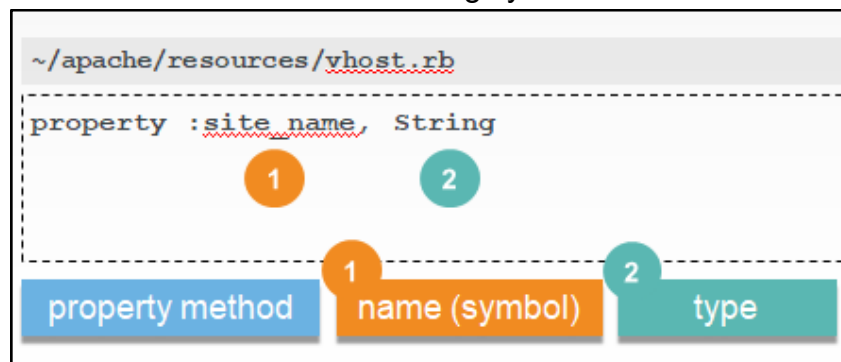 ~/apache/resources/vhost.rb
property :site_name, String
1 2
1 2
property method name (symbol) type